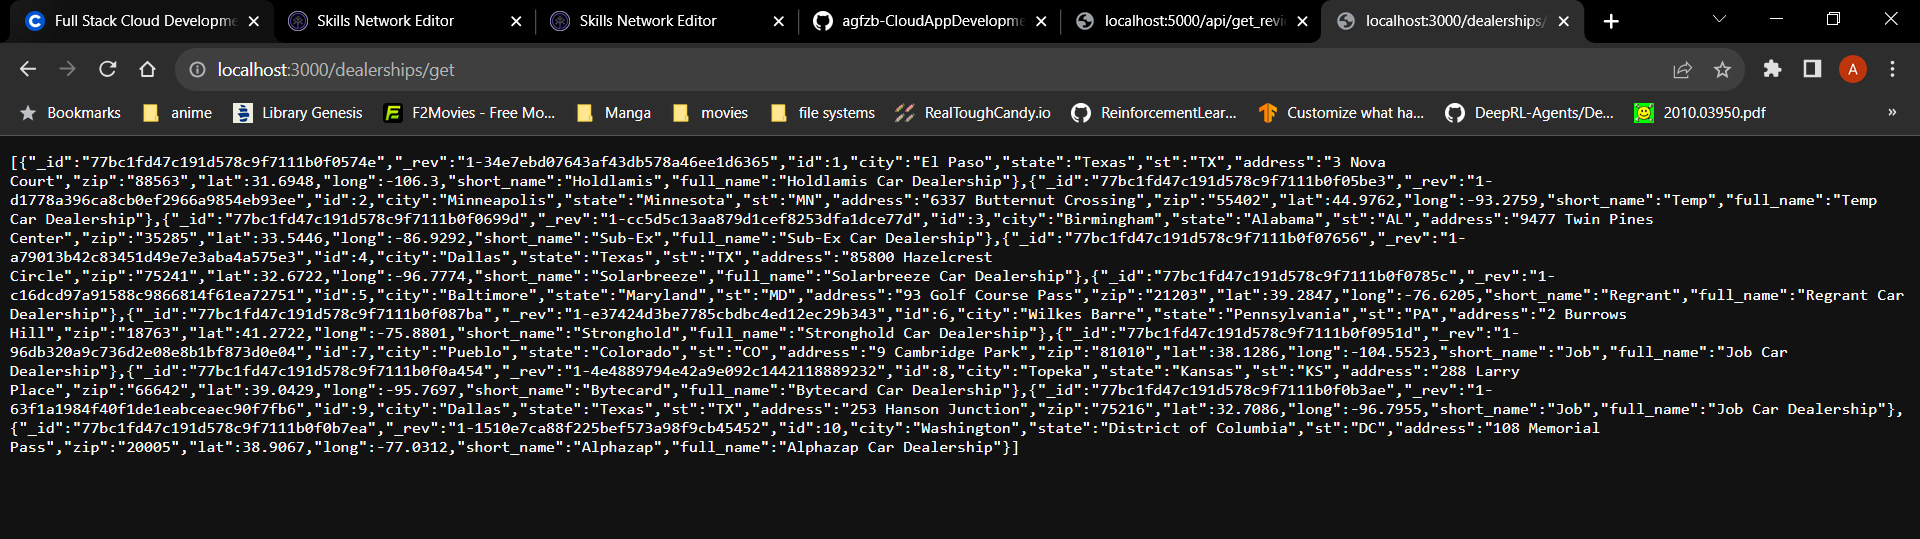 Full Stack Cloud Developme
Skills Network Editor
Skills Network Editor
agfzb-CloudAppDevelopme
localhost:5000/api/get_revie
localhost:3000/dealerships/
localhost:3000/dealerships/get
A
Bookmarks
anime
Library Genesis
F2Movies - Free Mo...
Manga
movies
file systems
RealToughCandy.io
ReinforcementLear...
Customize what ha...
DeepRL-Agents/De...
2010.03950.pdf
»
[{"_id":"77bc1fd47c191d578c9f7111b0f0574e","_rev":"1-34e7ebd07643af43db578a46ee1d6365","id":1,"city":"El Paso","state":"Texas","st":"TX","address":"3 Nova
Court","zip":"88563","lat":31.6948,"long":-106.3,"short_name":"Holdlamis","full_name":"Holdlamis Car Dealership"},{"_id":"77bc1fd47c191d578c9f7111b0f05be3","_rev":"1-
d1778a396ca8cb0ef2966a9854eb93ee","id":2,"city":"Minneapolis","state":"Minnesota","st":"MN","address":"6337 Butternut Crossing","zip":"55402","lat":44.9762,"long":-93.2759,"short_name":"Temp","full_name":"Temp
Car Dealership"},{"_id":"77bc1fd47c191d578c9f7111b0f0699d","_rev":"1-cc5d5c13aa879d1cef8253dfa1dce77d","id":3,"city":"Birmingham","state":"Alabama","st":"AL","address":"9477 Twin Pines
Center","zip":"35285","lat":33.5446,"long":-86.9292,"short_name":"Sub-Ex","full_name":"Sub-Ex Car Dealership"},{"_id":"77bc1fd47c191d578c9f7111b0f07656","_rev":"1-
a79013b42c83451d49e7e3aba4a575e3","id":4,"city":"Dallas","state":"Texas","st":"TX","address":"85800 Hazelcrest
Circle","zip":"75241","lat":32.6722,"long":-96.7774,"short_name":"Solarbreeze","full_name":"Solarbreeze Car Dealership"},{"_id":"77bc1fd47c191d578c9f7111b0f0785c","_rev":"1-
c16dcd97a91588c9866814f61ea72751","id":5,"city":"Baltimore","state":"Maryland","st":"MD","address":"93 Golf Course Pass","zip":"21203","lat":39.2847,"long":-76.6205,"short_name":"Regrant","full_name":"Regrant Car
Dealership"},{"_id":"77bc1fd47c191d578c9f7111b0f087ba","_rev":"1-e37424d3be7785cbdbc4ed12ec29b343","id":6,"city":"Wilkes Barre","state":"Pennsylvania","st":"PA","address":"2 Burrows
Hill","zip":"18763","lat":41.2722,"long":-75.8801,"short_name":"Stronghold","full_name":"Stronghold Car Dealership"},{"_id":"77bc1fd47c191d578c9f7111b0f0951d","_rev":"1-
96db320a9c736d2e08e8b1bf873d0e04","id":7,"city":"Pueblo","state":"Colorado","st":"CO","address":"9 Cambridge Park","zip":"81010","lat":38.1286,"long":-104.5523,"short_name":"Job","full_name":"Job Car
Dealership"},{"_id":"77bc1fd47c191d578c9f7111b0f0a454","_rev":"1-4e4889794e42a9e092c1442118889232","id":8,"city":"Topeka","state":"Kansas","st":"KS","address":"288 Larry
Place","zip":"66642","lat":39.0429,"long":-95.7697,"short_name":"Bytecard","full_name":"Bytecard Car Dealership"},{"_id":"77bc1fd47c191d578c9f7111b0f0b3ae","_rev":"1-
63f1a1984f40f1de1eabceaec90f7fb6","id":9,"city":"Dallas","state":"Texas","st":"TX","address":"253 Hanson Junction","zip":"75216","lat":32.7086,"long":-96.7955,"short_name":"Job","full_name":"Job Car Dealership"},
{"_id":"77bc1fd47c191d578c9f7111b0f0b7ea","_rev":"1-1510e7ca88f225bef573a98f9cb45452","id":10,"city":"Washington","state":"District of Columbia","st":"DC","address":"108 Memorial
Pass","zip":"20005","lat":38.9067,"long":-77.0312,"short_name":"Alphazap","full_name":"Alphazap Car Dealership"}]